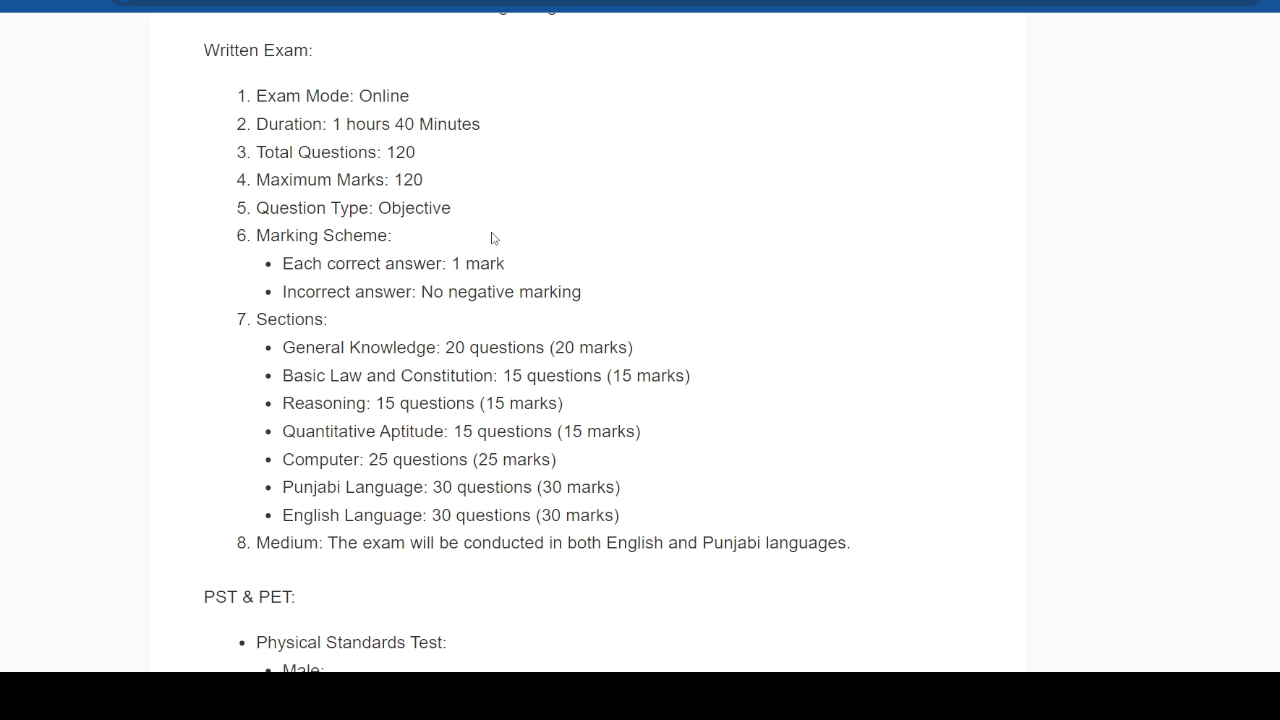 Written Exam:
1. Exam Mode: Online
2. Duration: 1 hours 40 Minutes
3. Total Questions: 120
4. Maximum Marks: 120
5. Question Type: Objective
6. Marking Scheme:
• Each correct answer: 1 mark
• Incorrect answer: No negative marking
7. Sections:
• General Knowledge: 20 questions (20 marks)
• Basic Law and Constitution: 15 questions (15 marks)
• Reasoning: 15 questions (15 marks)
• Quantitative Aptitude: 15 questions (15 marks)
• Computer: 25 questions (25 marks)
• Punjabi Language: 30 questions (30 marks)
• English Language: 30 questions (30 marks)
8. Medium: The exam will be conducted in both English and Punjabi languages.
PST & PET:
• Physical Standards Test:
• Male: